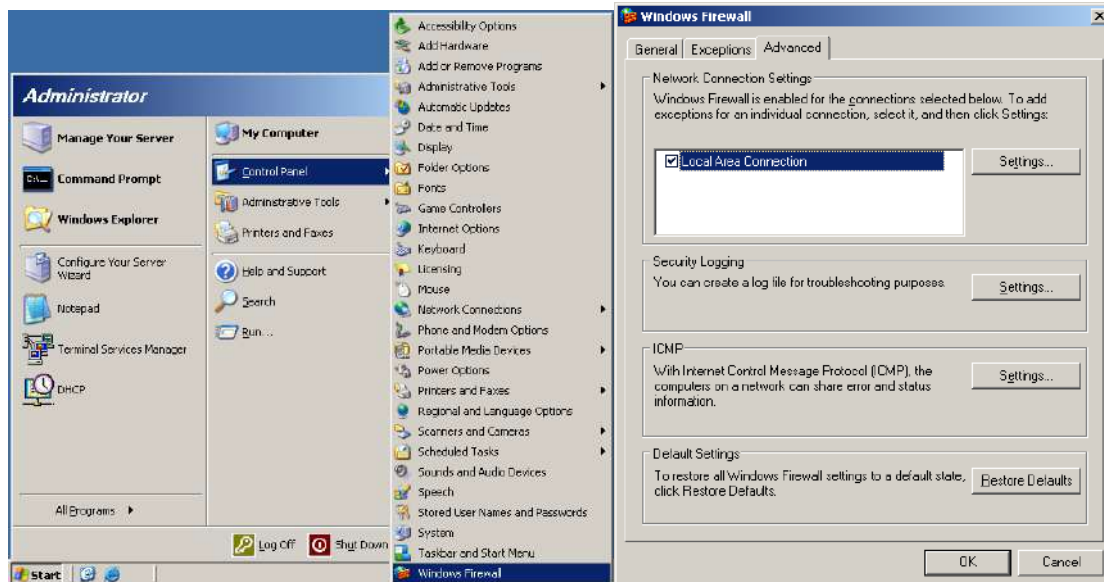 Administrator
Manage Your Server
Command Prompt
Windows Explorer
Configure Your Server
Wizard
Notepad
Terminal Services Manager
DHCP
All Programs
My Computer
Control Panel
Administrative Tools
Printers and Faxes
Help and Support
Search
Run...
Log Off
Shut Down
Start
Accessibility Options
Add Hardware
Add or Remove Programs
Administrative Tools
Automatic Updates
Date and Time
Display
Folder Options
Fonts
Game Controllers
Internet Options
Keyboard
Licensing
Mouse
Network Connections
Phone and Modem Options
Portable Media Devices
Power Options
Printers and Faxes
Regional and Language Options
Scanners and Cameras
Scheduled Tasks
Sounds and Audio Devices
Speech
Stored User Names and Passwords
System
Taskbar and Start Menu
Windows Firewall
Windows Firewall
General
Exceptions
Advanced
Network Connection Settings
Windows Firewall is enabled for the connections selected below. To add
exceptions for an individual connection, select it, and then click Settings:
Local Area Connection
Settings...
Security Logging
You can create a log file for troubleshooting purposes.
Settings...
ICMP
With Internet Control Message Protocol (ICMP), the
computers on a network can share error and status
information.
Settings...
Default Settings
To restore all Windows Firewall settings to a default state,
click Restore Defaults.
Restore Defaults
OK
Cancel